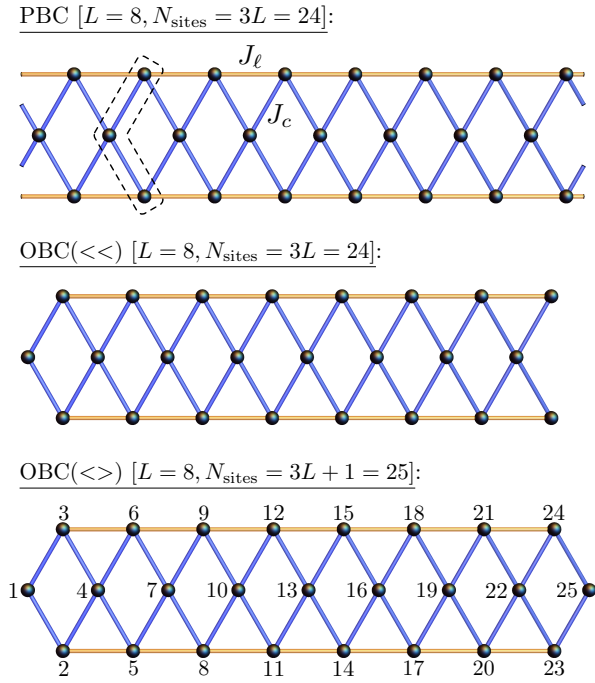 PBC [L = 8, N_sites = 3L = 24]:
J_ℓ
J_c
OBC(<<) [L = 8, N_sites = 3L = 24]:
OBC(<>) [L = 8, N_sites = 3L + 1 = 25]:
3 6 9 12 15 18 21 24
1 4 7 10 13 16 19 22 25
2 5 8 11 14 17 20 23